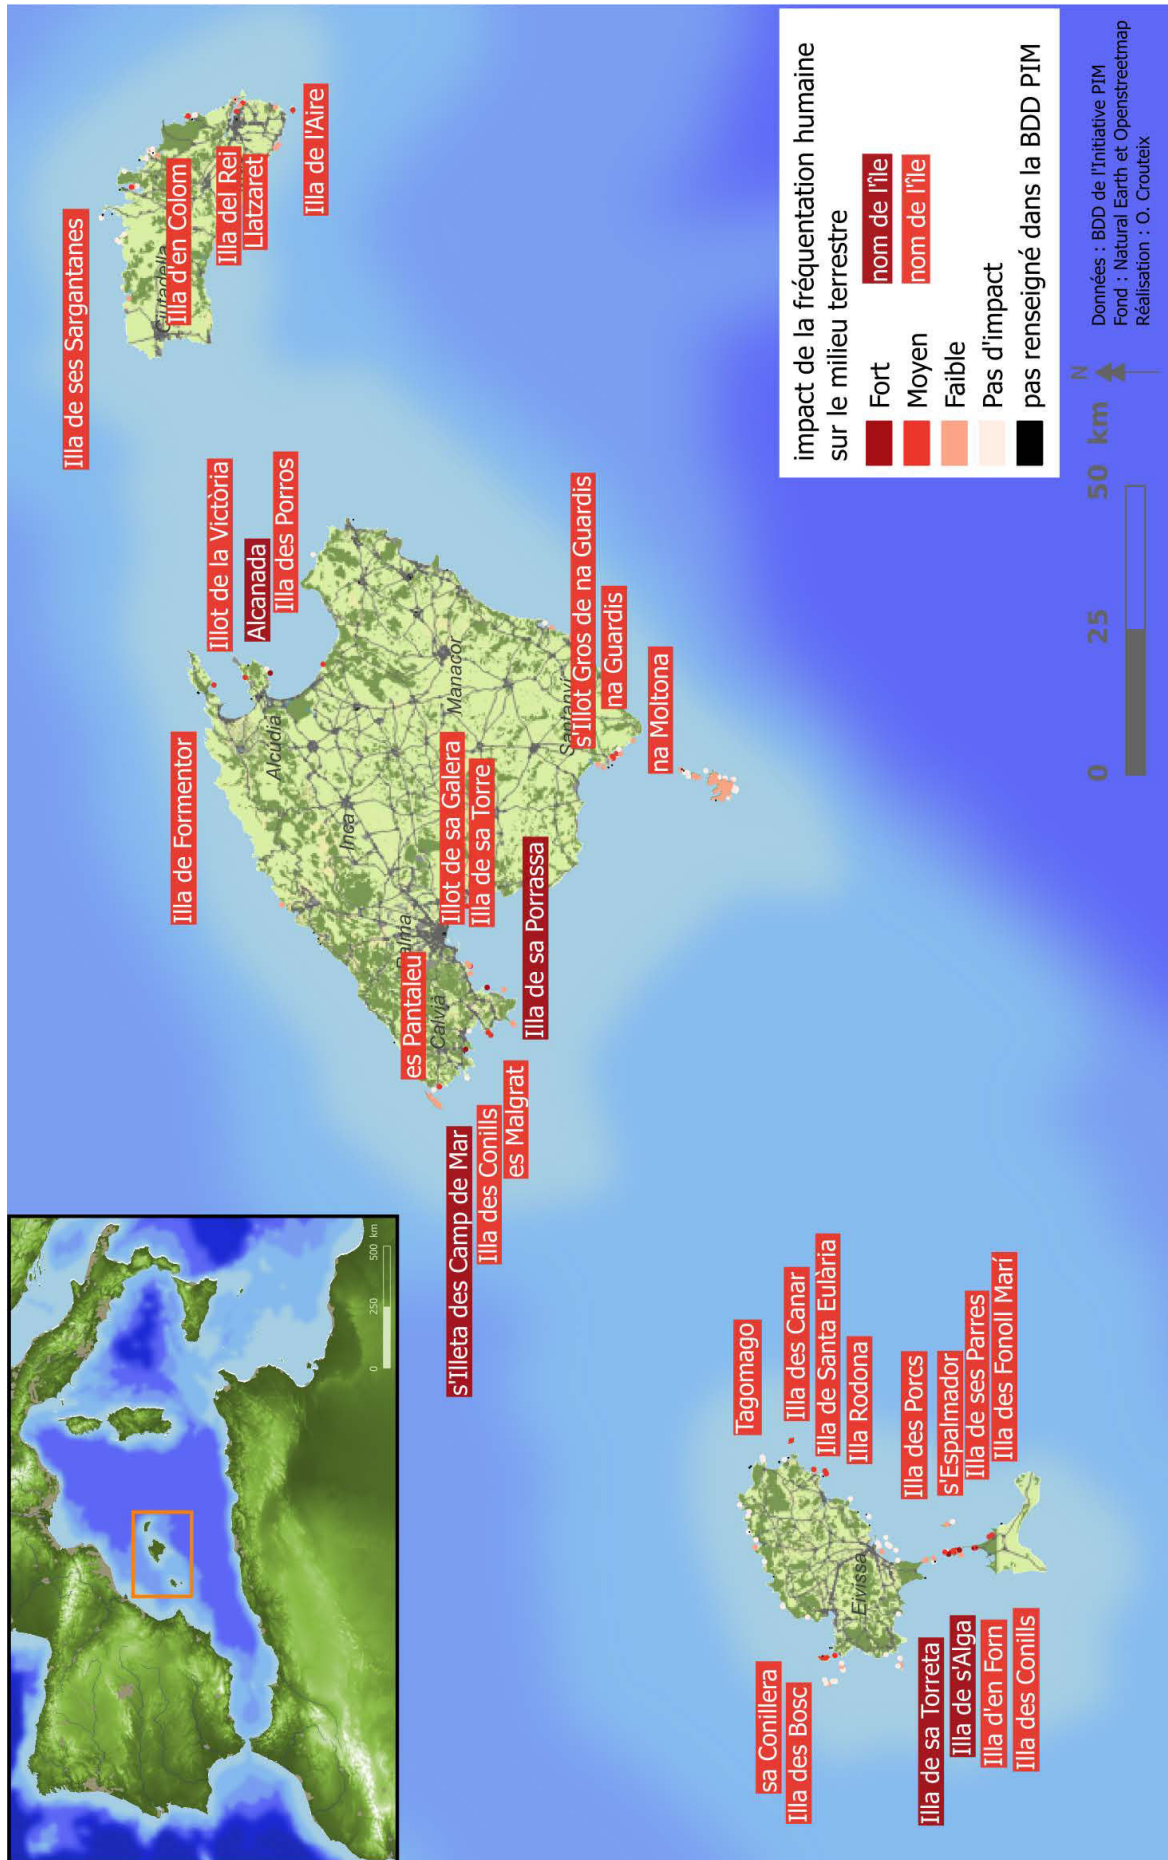 500 km
250
0
Illa de ses Sargantanes
Ciutadella
Illa d'en Colom
Illa del Rei
Llatzaret
Illa de l'Aire
Illa de Formentor
Illot de la Victòria
Alcanada
Illa des Porros
Alcúdia
Inca
Manacor
Palma
Calvià
Santanyí
es Pantaleu
Illot de sa Galera
Illa de sa Torre
Illa de sa Porrassa
s'Illeta des Camp de Mar
Illa des Conills
es Malgrat
s'Illot Gros de na Guardis
na Guardis
na Moltona
Tagomago
Illa des Canar
Illa de Santa Eulària
Illa Rodona
Eivissa
sa Conillera
Illa des Bosc
Illa des Porcs
s'Espalmador
Illa de ses Parres
Illa des Fonoll Marí
Illa de sa Torreta
Illa de s'Alga
Illa d'en Forn
Illa des Conills
impact de la fréquentation humaine
sur le milieu terrestre
Fort nom de l'île
Moyen nom de l'île
Faible
Pas d'impact
pas renseigné dans la BDD PIM
0 25 50 km
N
Données : BDD de l'Initiative PIM
Fond : Natural Earth et Openstreetmap
Réalisation : O. Crouteix